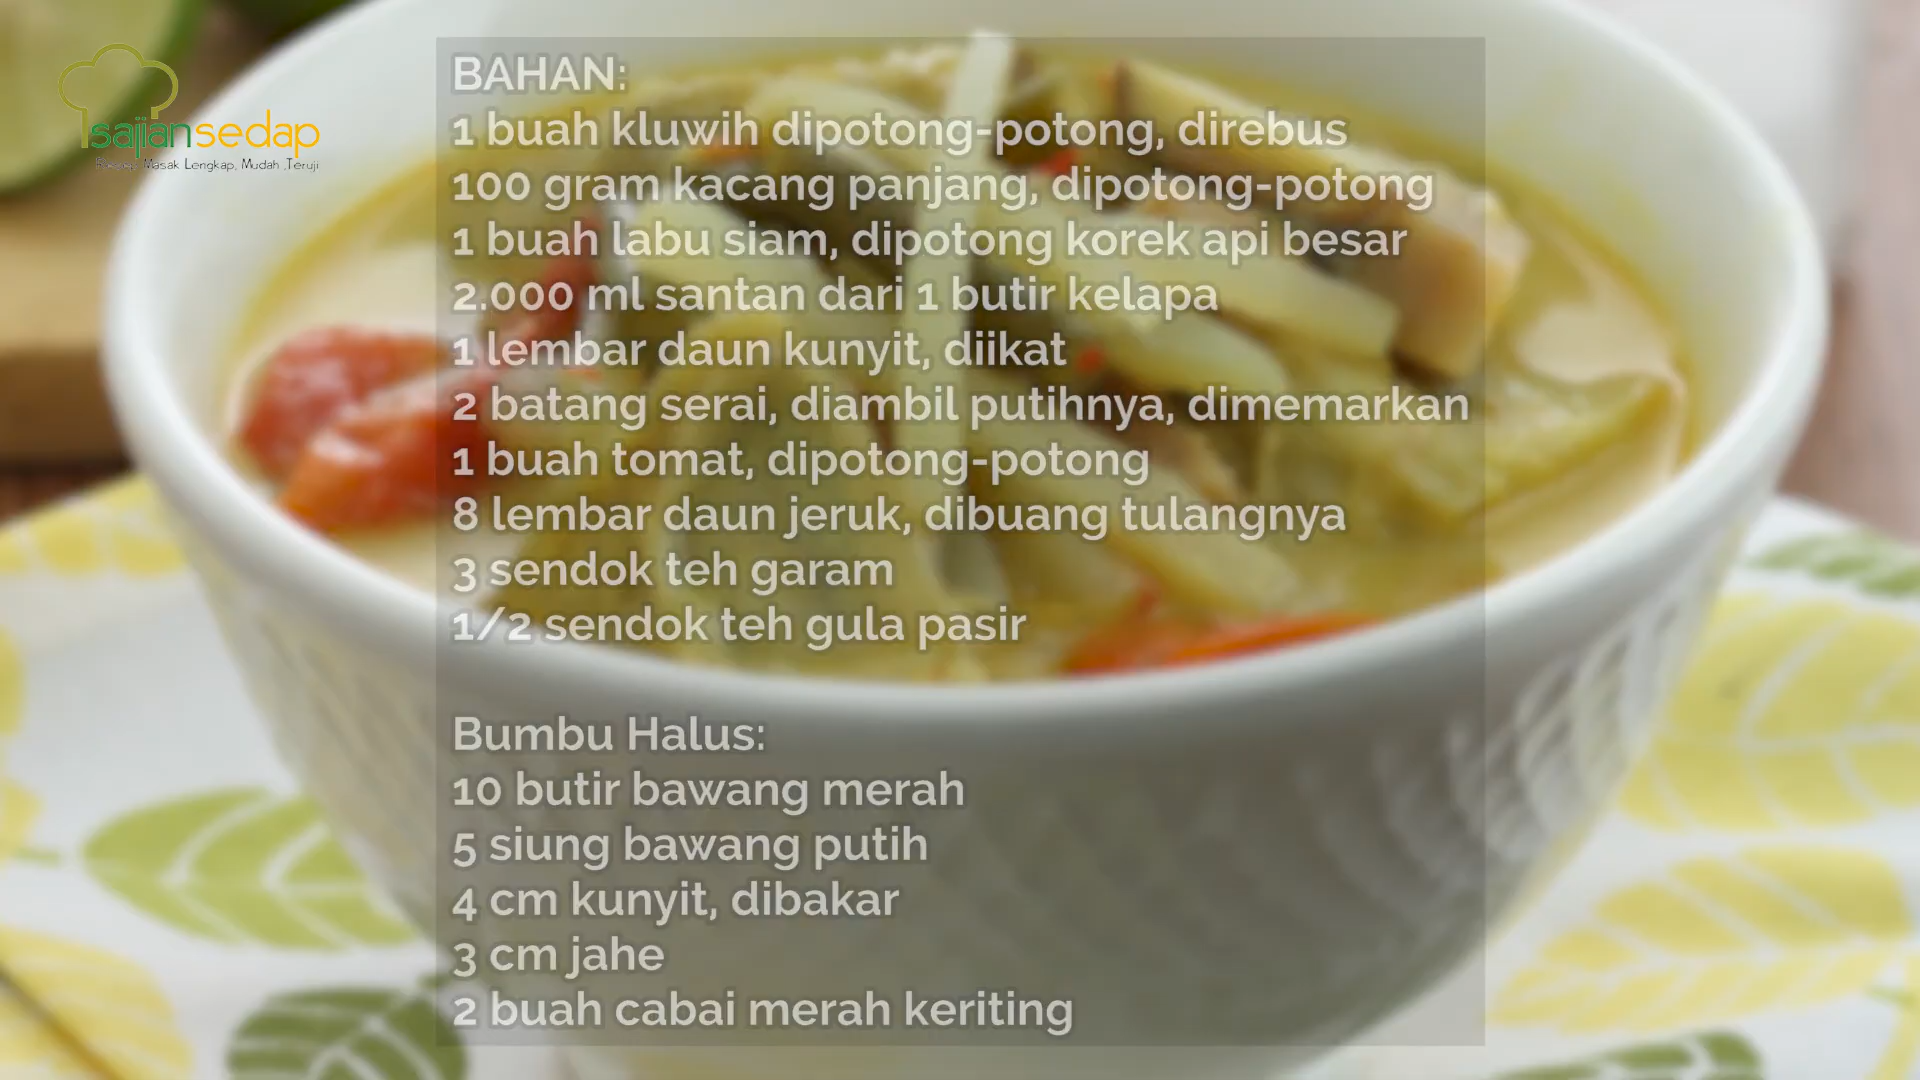 sajiansedap
Resep Masak Lengkap, Mudah ,Teruji
BAHAN:
1 buah kluwih dipotong-potong, direbus
100 gram kacang panjang, dipotong-potong
1 buah labu siam, dipotong korek api besar
2.000 ml santan dari 1 butir kelapa
1 lembar daun kunyit, diikat
2 batang serai, diambil putihnya, dimemarkan
1 buah tomat, dipotong-potong
8 lembar daun jeruk, dibuang tulangnya
3 sendok teh garam
1/2 sendok teh gula pasir
Bumbu Halus:
10 butir bawang merah
5 siung bawang putih
4 cm kunyit, dibakar
3 cm jahe
2 buah cabai merah keriting